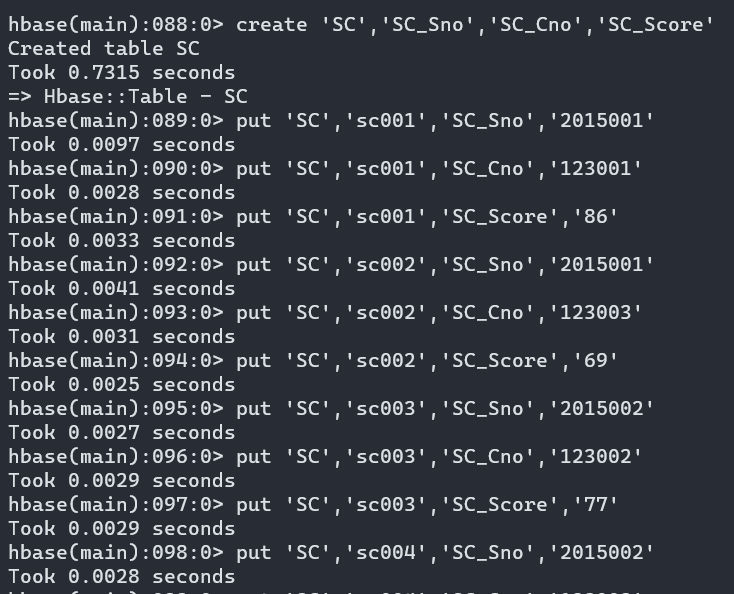 hbase(main):088:0> create 'SC','SC_Sno','SC_Cno','SC_Score'
Created table SC
Took 0.7315 seconds
=> Hbase::Table - SC
hbase(main):089:0> put 'SC','sc001','SC_Sno','2015001'
Took 0.0097 seconds
hbase(main):090:0> put 'SC','sc001','SC_Cno','123001'
Took 0.0028 seconds
hbase(main):091:0> put 'SC','sc001','SC_Score','86'
Took 0.0033 seconds
hbase(main):092:0> put 'SC','sc002','SC_Sno','2015001'
Took 0.0041 seconds
hbase(main):093:0> put 'SC','sc002','SC_Cno','123003'
Took 0.0031 seconds
hbase(main):094:0> put 'SC','sc002','SC_Score','69'
Took 0.0025 seconds
hbase(main):095:0> put 'SC','sc003','SC_Sno','2015002'
Took 0.0027 seconds
hbase(main):096:0> put 'SC','sc003','SC_Cno','123002'
Took 0.0029 seconds
hbase(main):097:0> put 'SC','sc003','SC_Score','77'
Took 0.0029 seconds
hbase(main):098:0> put 'SC','sc004','SC_Sno','2015002'
Took 0.0028 seconds